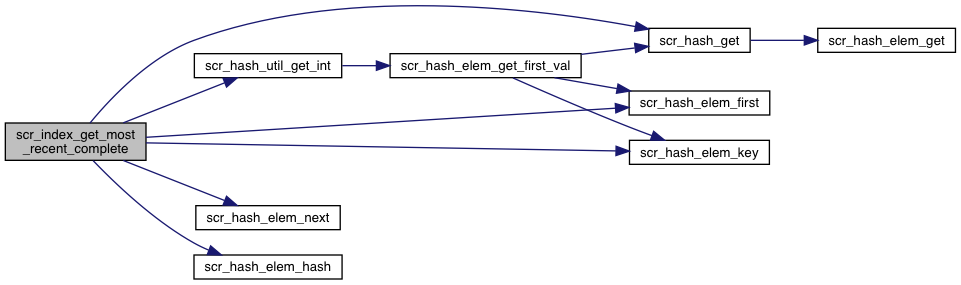 scr_index_get_most
_recent_complete
scr_hash_util_get_int
scr_hash_elem_get_first_val
scr_hash_get
scr_hash_elem_get
scr_hash_elem_first
scr_hash_elem_key
scr_hash_elem_next
scr_hash_elem_hash